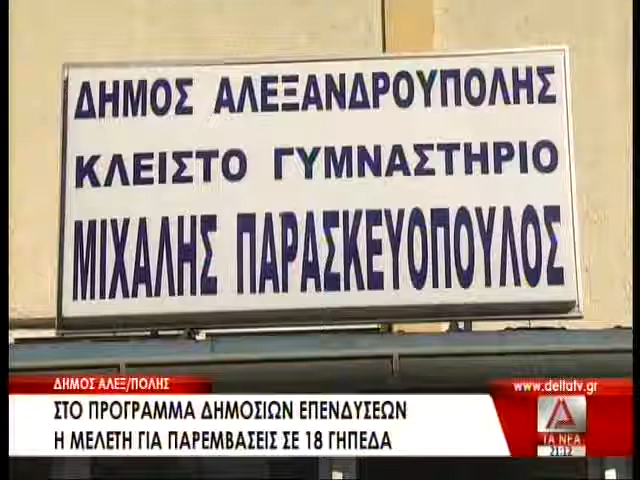 ΔΗΜΟΣ ΑΛΕΞΑΝΔΡΟΥΠΟΛΗΣ
ΚΛΕΙΣΤΟ ΓΥΜΝΑΣΤΗΡΙΟ
ΜΙΧΑΛΗΣ ΠΑΡΑΣΚΕΥΟΠΟΥΛΟΣ
ΔΗΜΟΣ ΑΛΕΞ/ΠΟΛΗΣ
www.deltatv.gr
ΣΤΟ ΠΡΟΓΡΑΜΜΑ ΔΗΜΟΣΙΩΝ ΕΠΕΝΔΥΣΕΩΝ
Η ΜΕΛΕΤΗ ΓΙΑ ΠΑΡΕΜΒΑΣΕΙΣ ΣΕ 18 ΓΗΠΕΔΑ
ΤΑ ΝΕΑ
21:12